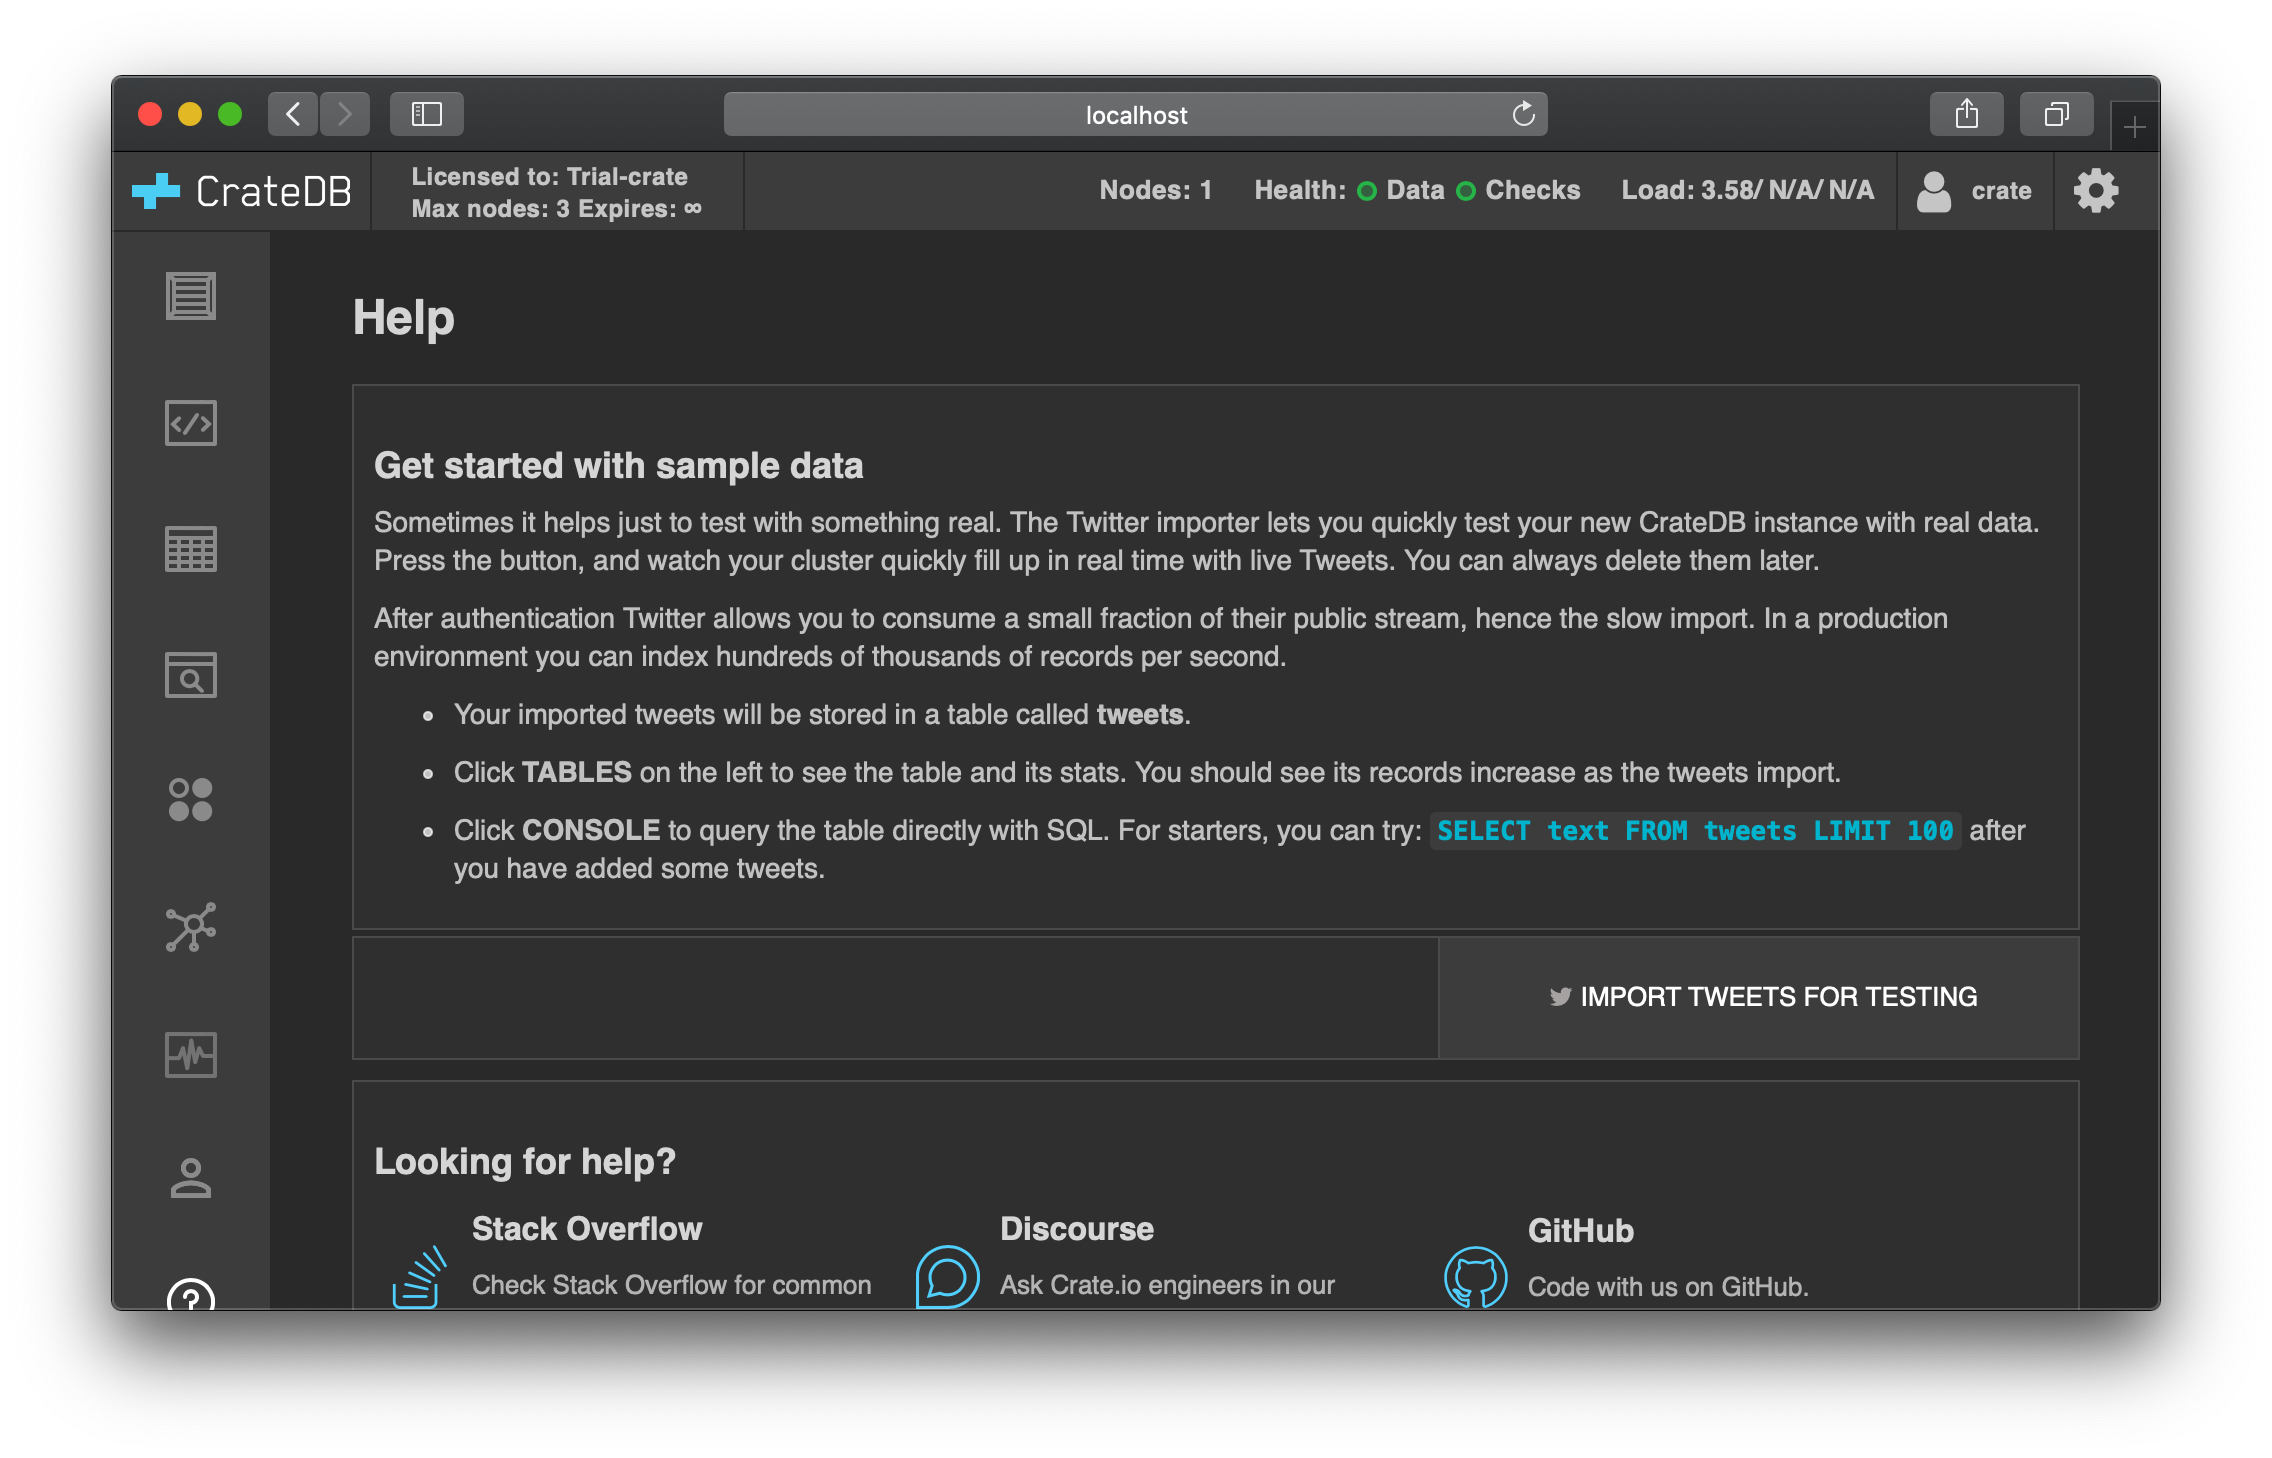 localhost
CrateDB
Licensed to: Trial-crate
Max nodes: 3 Expires: ∞
Nodes: 1 Health: Data Checks Load: 3.58/ N/A/ N/A
crate
Help
Get started with sample data
Sometimes it helps just to test with something real. The Twitter importer lets you quickly test your new CrateDB instance with real data.
Press the button, and watch your cluster quickly fill up in real time with live Tweets. You can always delete them later.
After authentication Twitter allows you to consume a small fraction of their public stream, hence the slow import. In a production
environment you can index hundreds of thousands of records per second.
• Your imported tweets will be stored in a table called tweets.
• Click TABLES on the left to see the table and its stats. You should see its records increase as the tweets import.
• Click CONSOLE to query the table directly with SQL. For starters, you can try: SELECT text FROM tweets LIMIT 100 after
you have added some tweets.
IMPORT TWEETS FOR TESTING
Looking for help?
Stack Overflow
Check Stack Overflow for common
Discourse
Ask Crate.io engineers in our
GitHub
Code with us on GitHub.